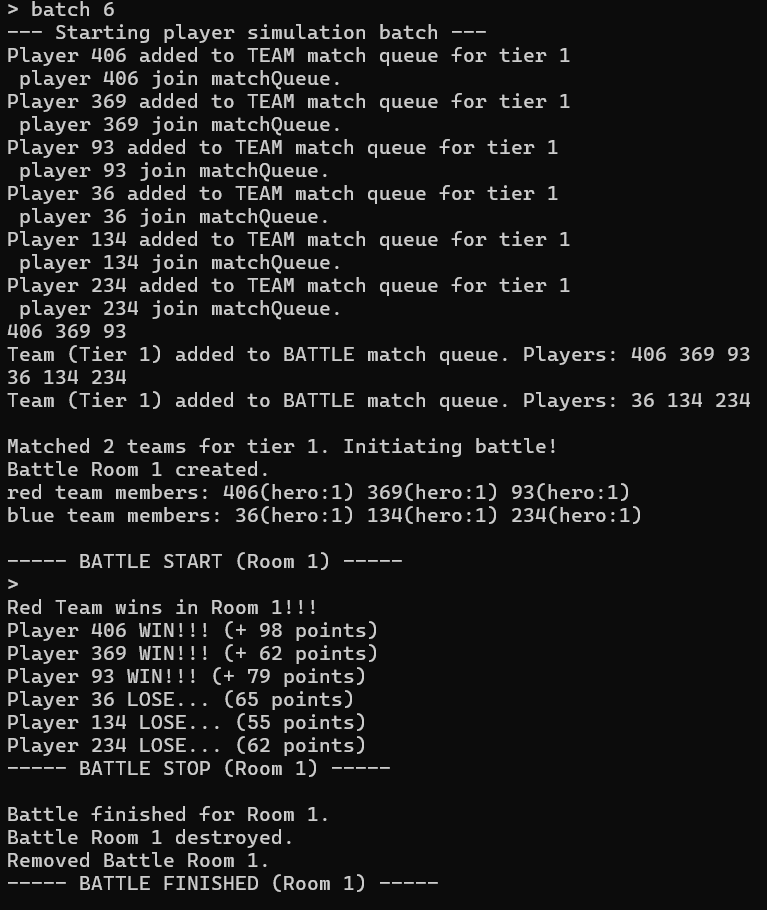 > batch 6
--- Starting player simulation batch ---
Player 406 added to TEAM match queue for tier 1
 player 406 join matchQueue.
Player 369 added to TEAM match queue for tier 1
 player 369 join matchQueue.
Player 93 added to TEAM match queue for tier 1
 player 93 join matchQueue.
Player 36 added to TEAM match queue for tier 1
 player 36 join matchQueue.
Player 134 added to TEAM match queue for tier 1
 player 134 join matchQueue.
Player 234 added to TEAM match queue for tier 1
 player 234 join matchQueue.
406 369 93
Team (Tier 1) added to BATTLE match queue. Players: 406 369 93
36 134 234
Team (Tier 1) added to BATTLE match queue. Players: 36 134 234

Matched 2 teams for tier 1. Initiating battle!
Battle Room 1 created.
red team members: 406(hero:1) 369(hero:1) 93(hero:1)
blue team members: 36(hero:1) 134(hero:1) 234(hero:1)

----- BATTLE START (Room 1) -----
>
Red Team wins in Room 1!!!
Player 406 WIN!!! (+ 98 points)
Player 369 WIN!!! (+ 62 points)
Player 93 WIN!!! (+ 79 points)
Player 36 LOSE... (65 points)
Player 134 LOSE... (55 points)
Player 234 LOSE... (62 points)
----- BATTLE STOP (Room 1) -----

Battle finished for Room 1.
Battle Room 1 destroyed.
Removed Battle Room 1.
----- BATTLE FINISHED (Room 1) -----